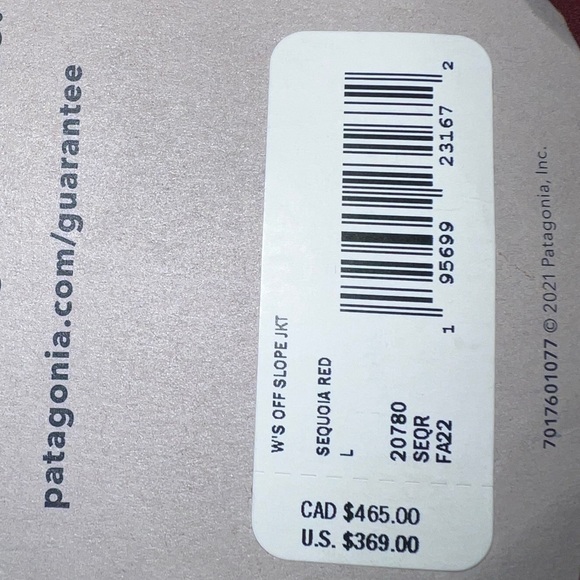 patagonia.com/guarantee
W'S OFF SLOPE JKT
SEQUOIA RED
L
1 95699 23167 2
20780
SEQR
FA22
CAD $465.00
U.S. $369.00
7017601077 © 2021 Patagonia, Inc.